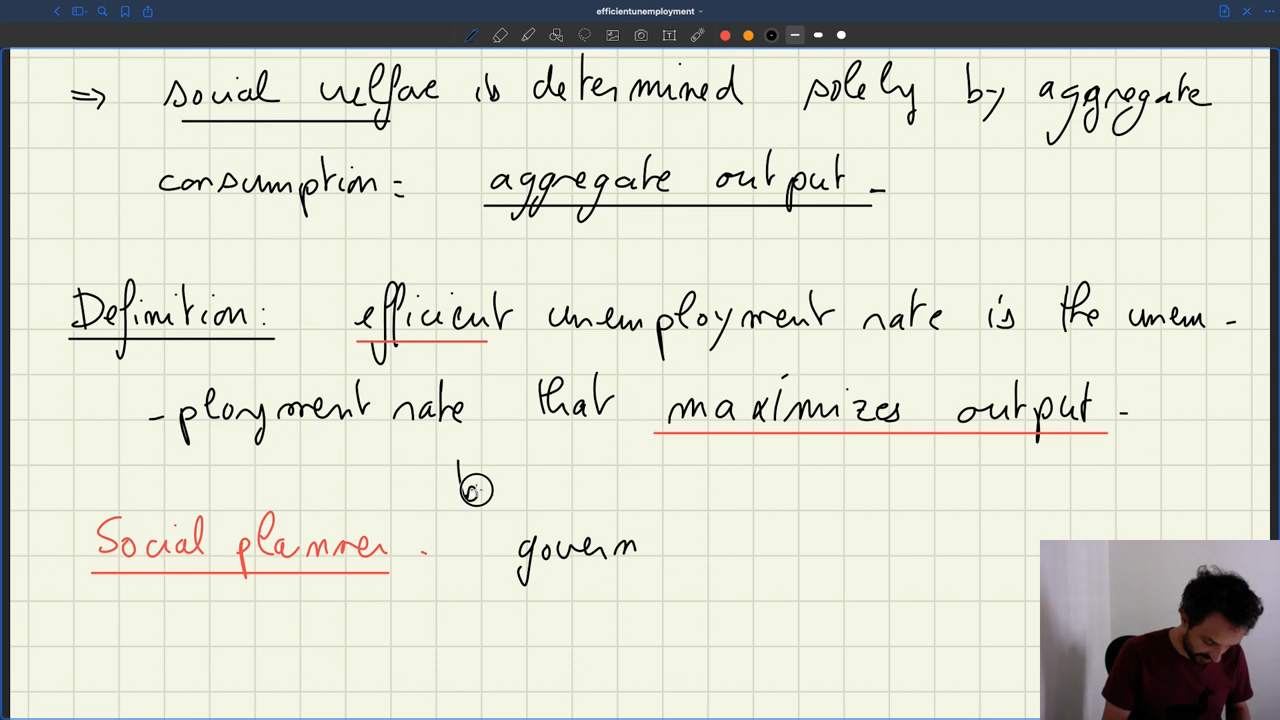 efficientunemployment
⇒ social welfare is determined solely by aggregate
consumption = aggregate output -
Definition: efficient unemployment rate is the unem -
- ployment rate that maximizes output -
b
Social planner . govern